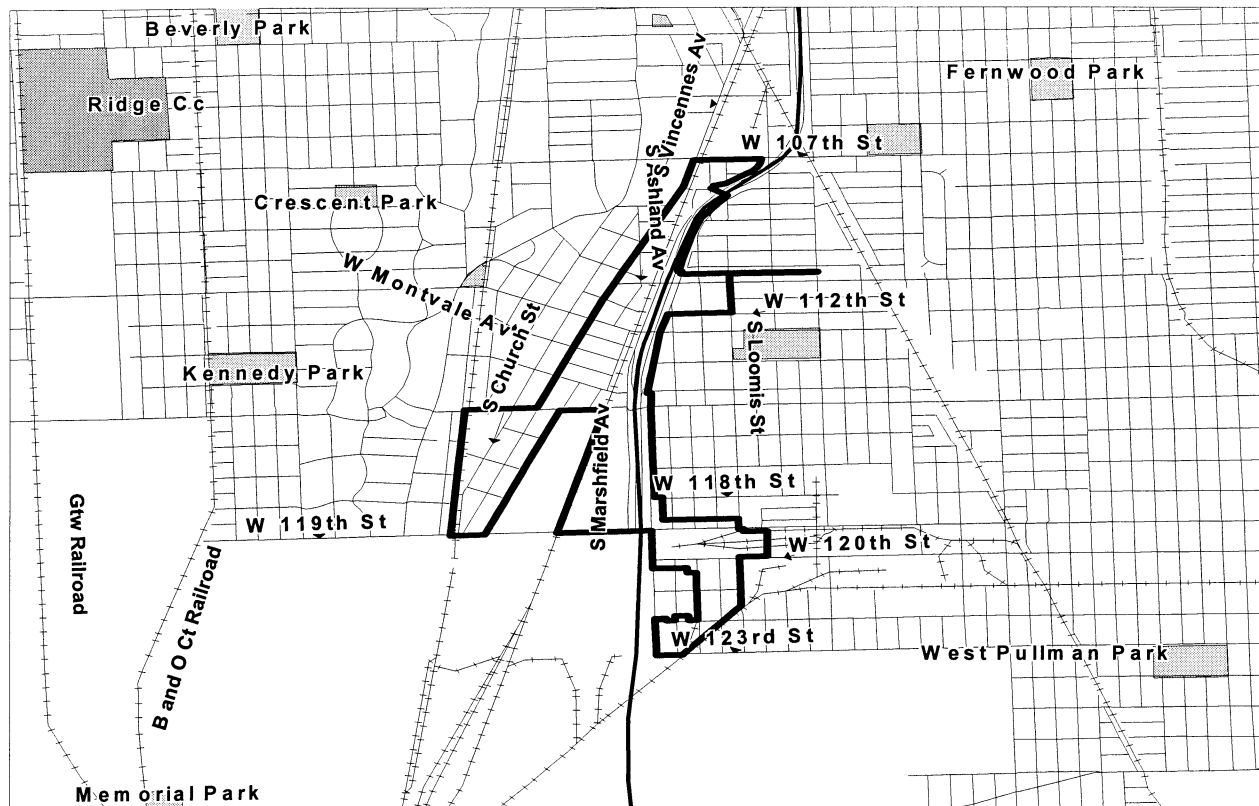 Beverly Park
Fernwood Park
Ridge Cc
S Vincennes Av
W 107th St
S Ashland Av
Crescent Park
W Montvale Av
W 112th St
S Church St
S Loomis St
Kennedy Park
S Marshfield Av
W 118th St
Gtw Railroad
W 119th St
W 120th St
B and O Ct Railroad
W 123rd St
West Pullman Park
Memorial Park